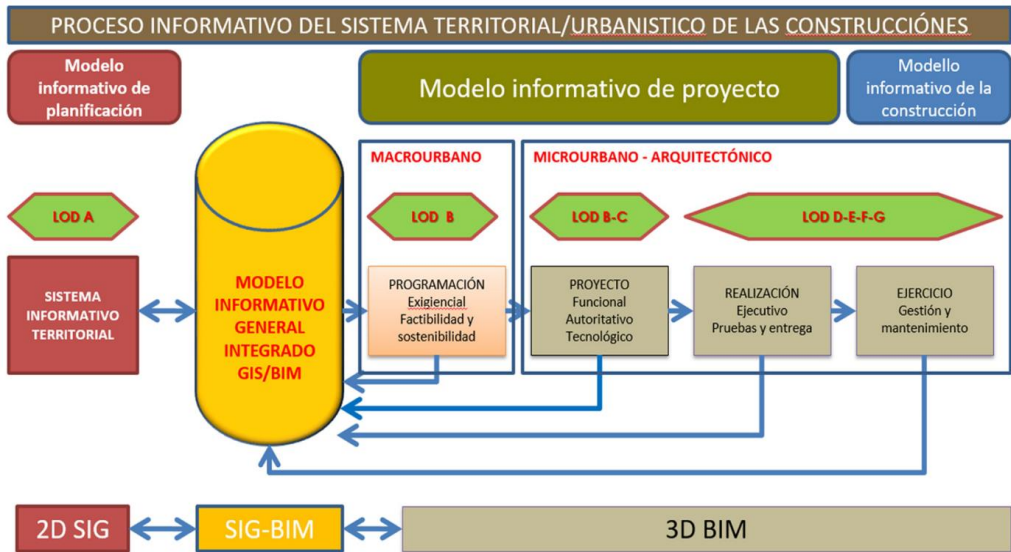 PROCESO INFORMATIVO DEL SISTEMA TERRITORIAL/URBANISTICO DE LAS CONSTRUCCIÓNES
Modelo
informativo de
planificación
Modelo informativo de proyecto
Modello
informativo de la
construcción
MACROURBANO
MICROURBANO - ARQUITECTÓNICO
LOD A
LOD B
LOD B-C
LOD D-E-F-G
SISTEMA
INFORMATIVO
TERRITORIAL
MODELO
INFORMATIVO
GENERAL
INTEGRADO
GIS/BIM
PROGRAMACIÓN
Exigiencial
Factibilidad y
sostenibilidad
PROYECTO
Funcional
Autoritativo
Tecnológico
REALIZACIÓN
Ejecutivo
Pruebas y entrega
EJERCICIO
Gestión y
mantenimiento
2D SIG
SIG-BIM
3D BIM